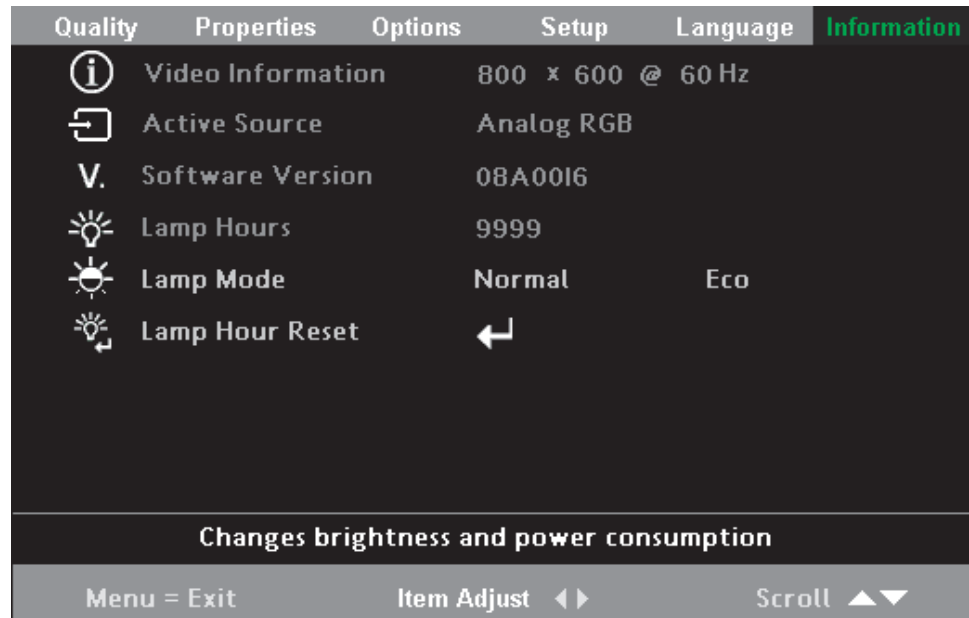 Quality Properties Options Setup Language Information
Video Information 800 × 600 @ 60 Hz
Active Source Analog RGB
V. Software Version 08A00I6
Lamp Hours 9999
Lamp Mode Normal Eco
Lamp Hour Reset
Changes brightness and power consumption
Menu = Exit Item Adjust Scroll